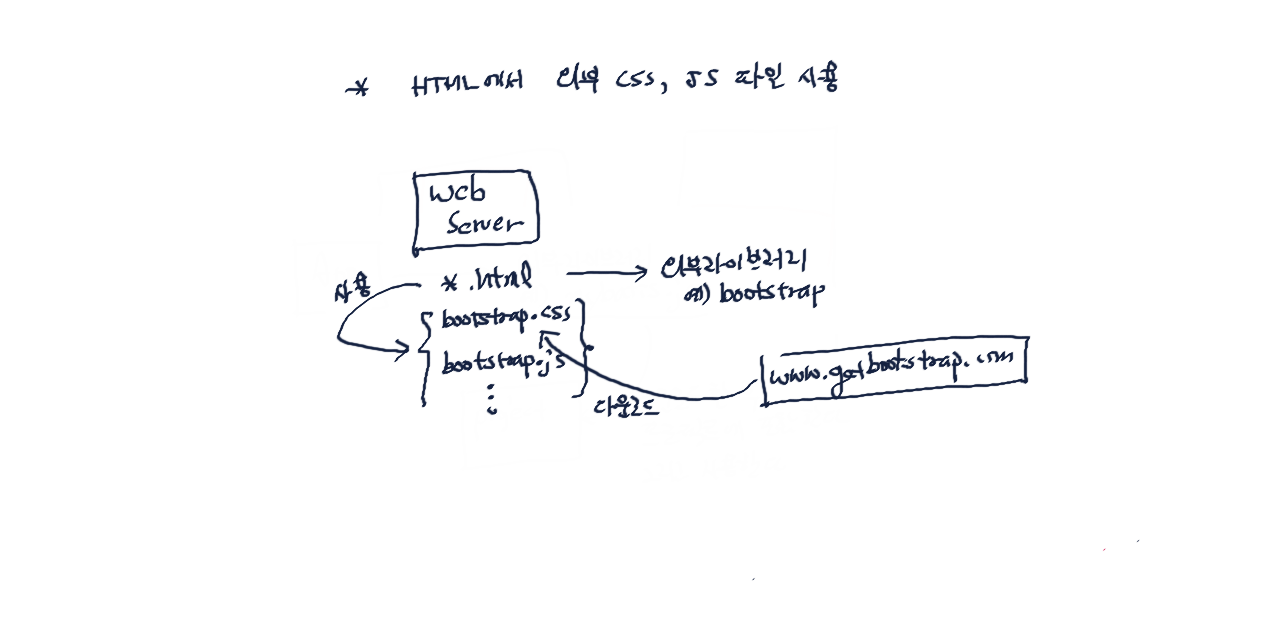 * HTML에서 외부 CSS, JS 파일 사용
Web
Server
사용
*.html
외부라이브러리
예) bootstrap
bootstrap.css
bootstrap.js
www.getbootstrap.com
다운로드